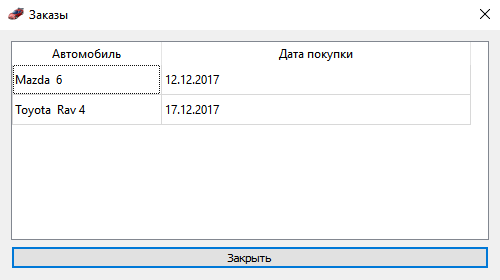 Заказы
Автомобиль Дата покупки
Mazda 6 12.12.2017
Toyota Rav 4 17.12.2017
Закрыть